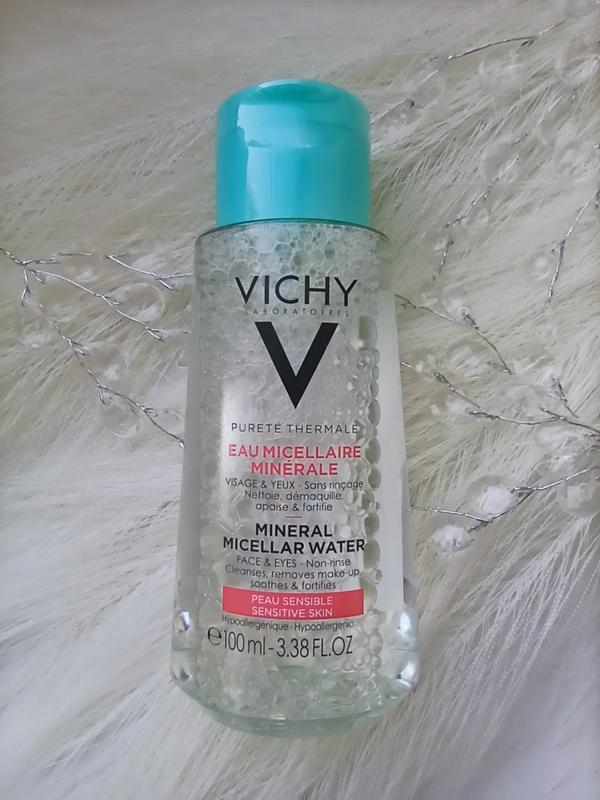 VICHY
LABORATOIRES
V
PURETÉ THERMALE
EAU MICELLAIRE
MINÉRALE
VISAGE & YEUX - Sans rinçage
Nettoie, démaquille,
apaise & fortifie
MINERAL
MICELLAR WATER
FACE & EYES - Non-rinse
Cleanses, removes make-up,
soothes & fortifies
PEAU SENSIBLE
SENSITIVE SKIN
Hypoallergénique - Hypoallergenic
℮100 ml - 3.38 FL.OZ